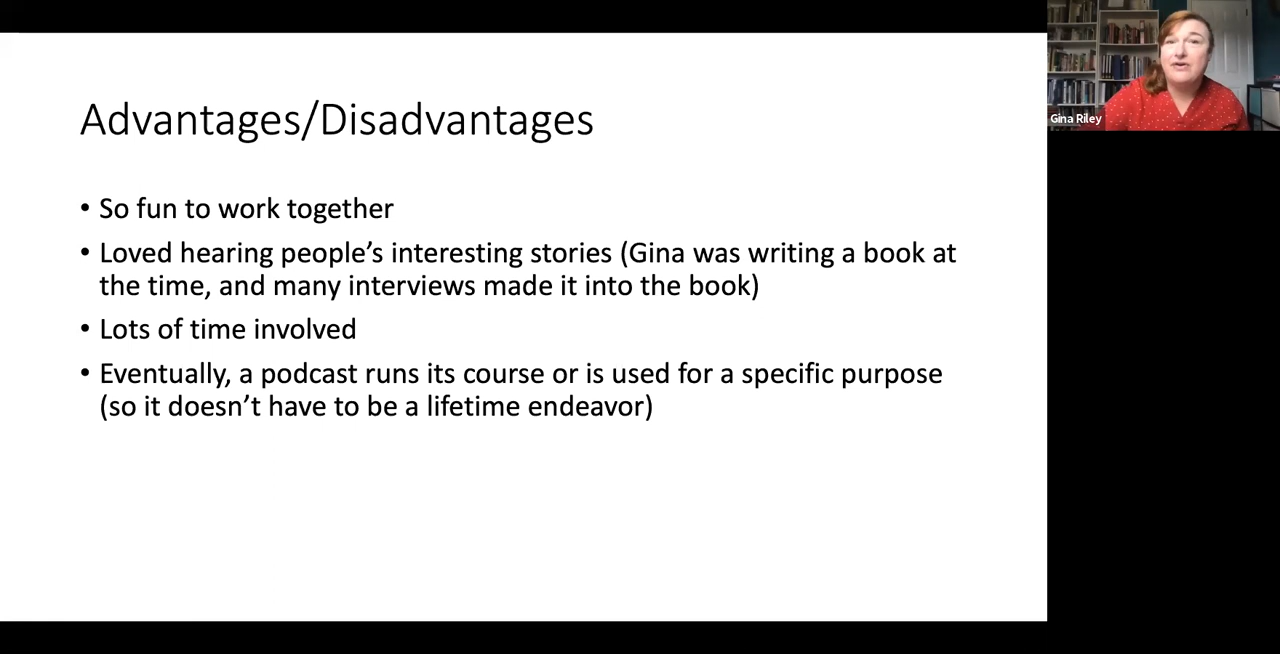 Advantages/Disadvantages
• So fun to work together
• Loved hearing people’s interesting stories (Gina was writing a book at
the time, and many interviews made it into the book)
• Lots of time involved
• Eventually, a podcast runs its course or is used for a specific purpose
(so it doesn’t have to be a lifetime endeavor)
Gina Riley